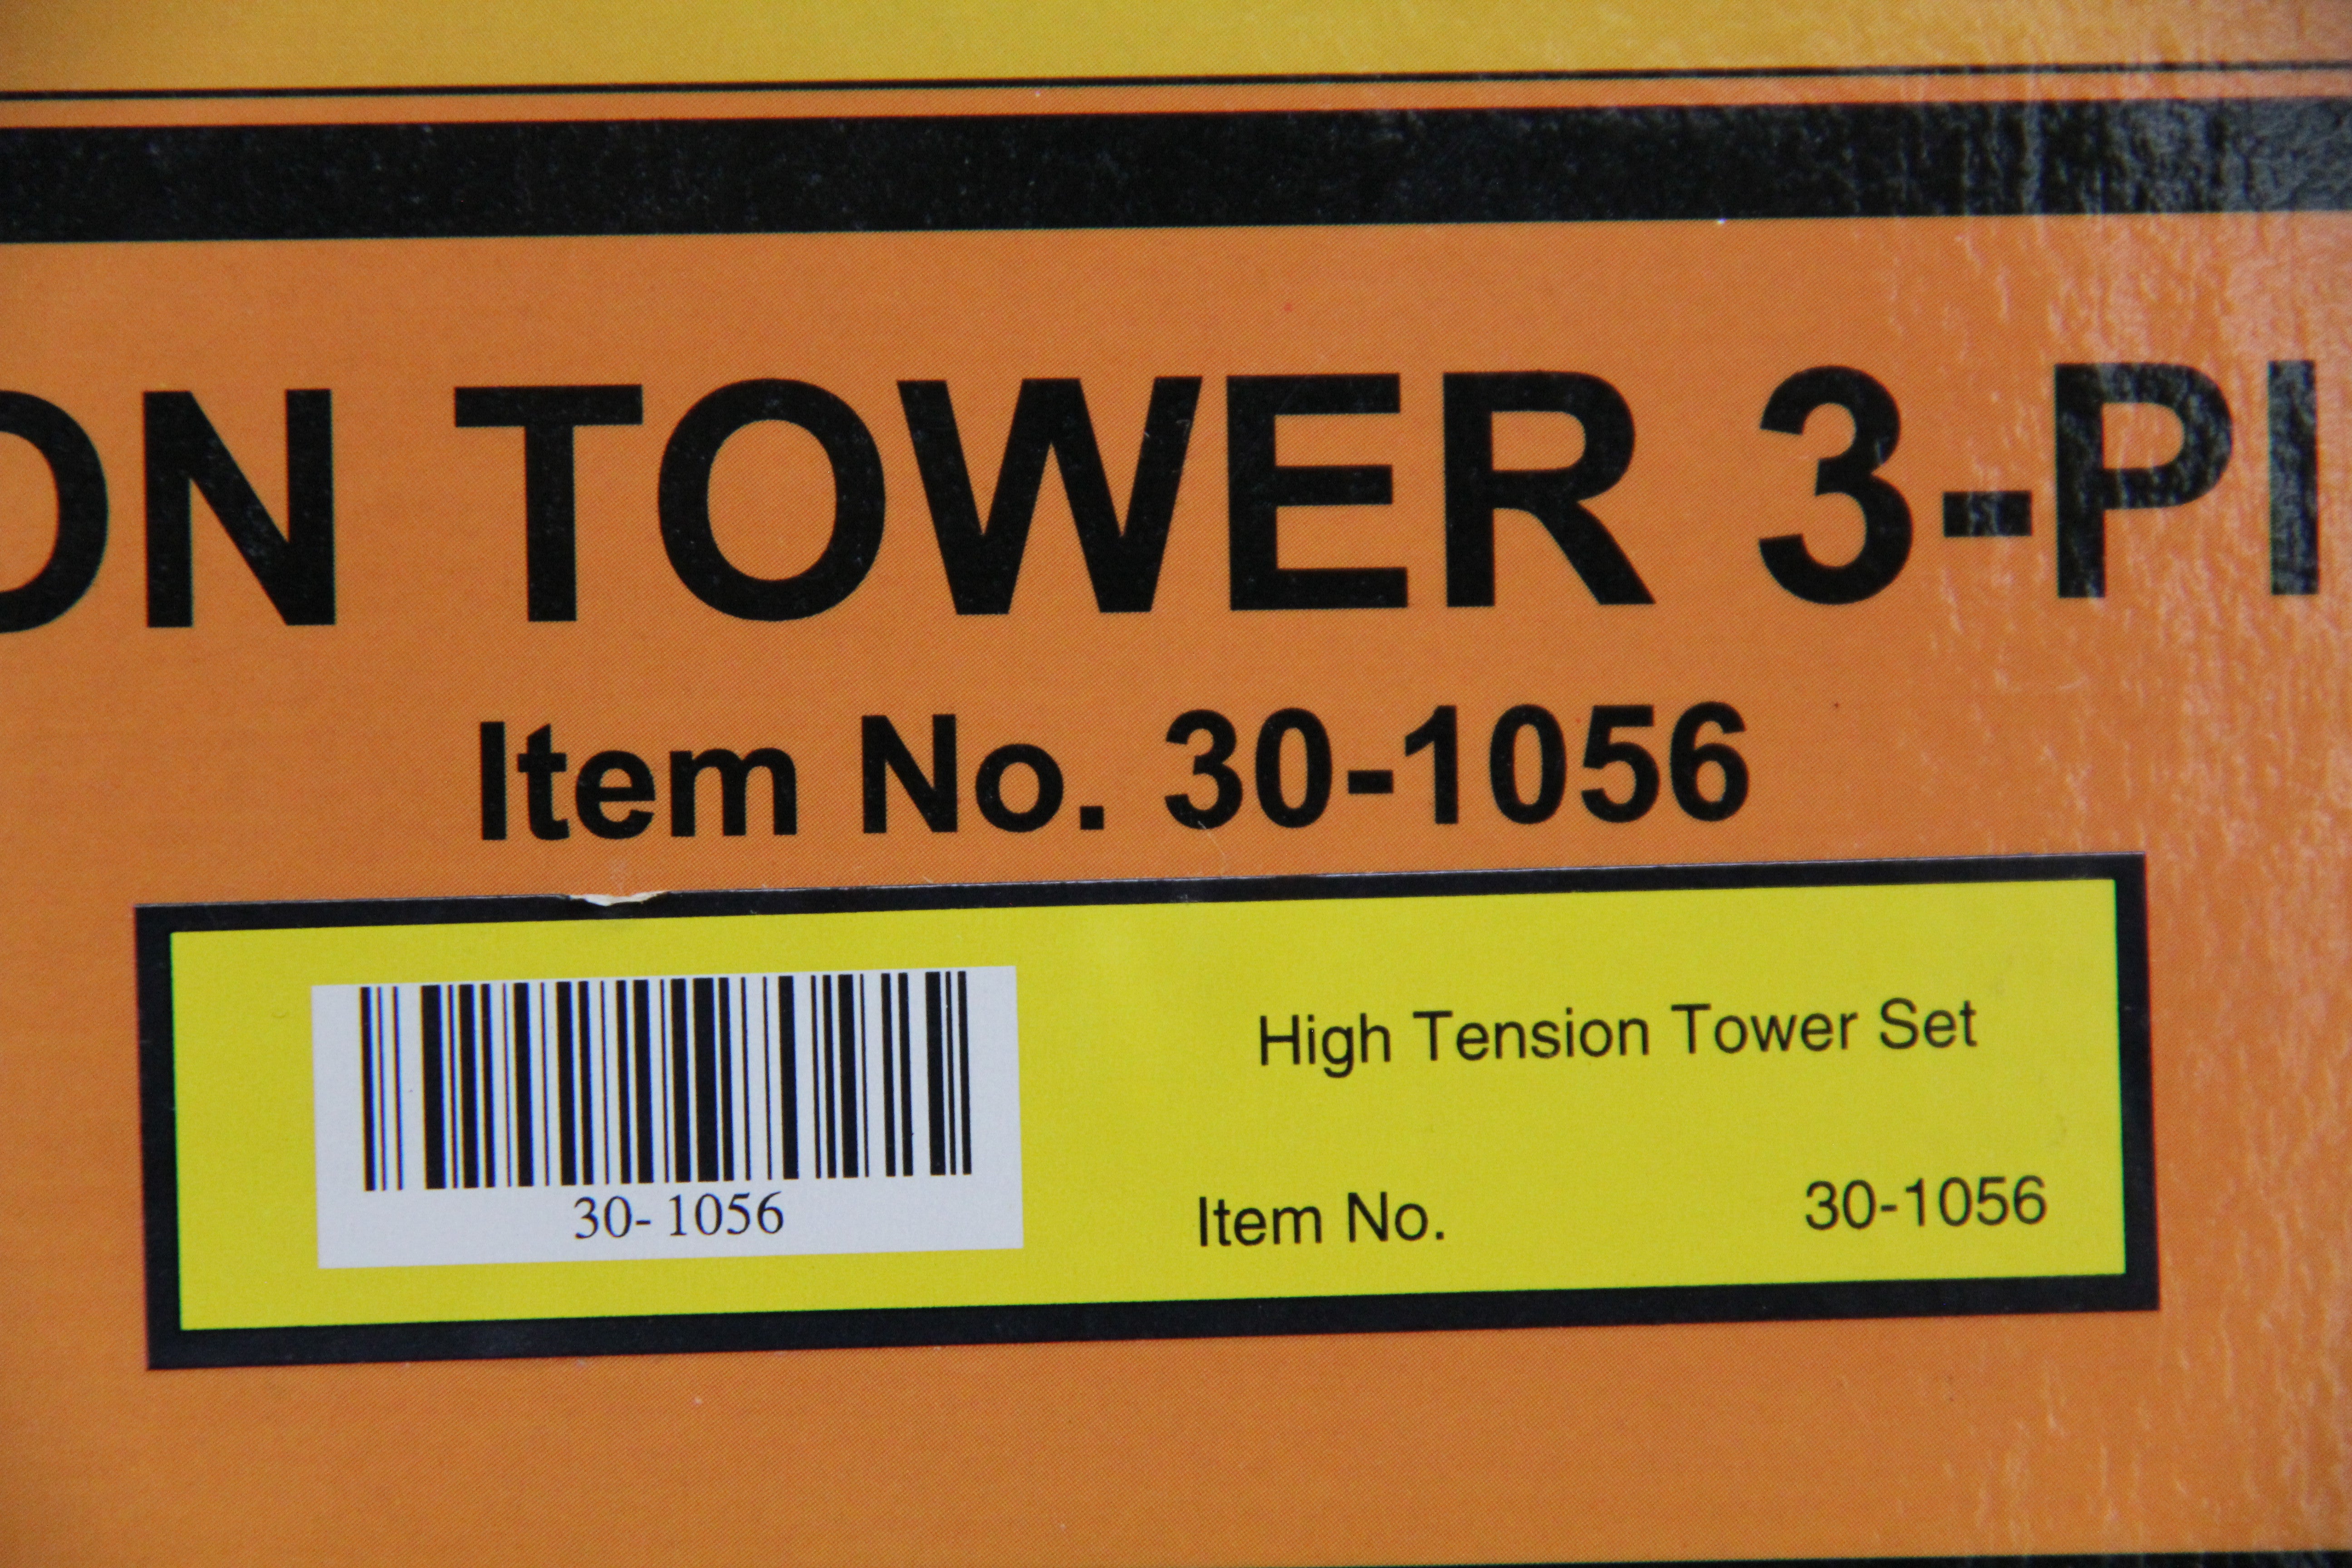 ON TOWER 3-PI
Item No. 30-1056
High Tension Tower Set
30-1056
Item No. 30-1056